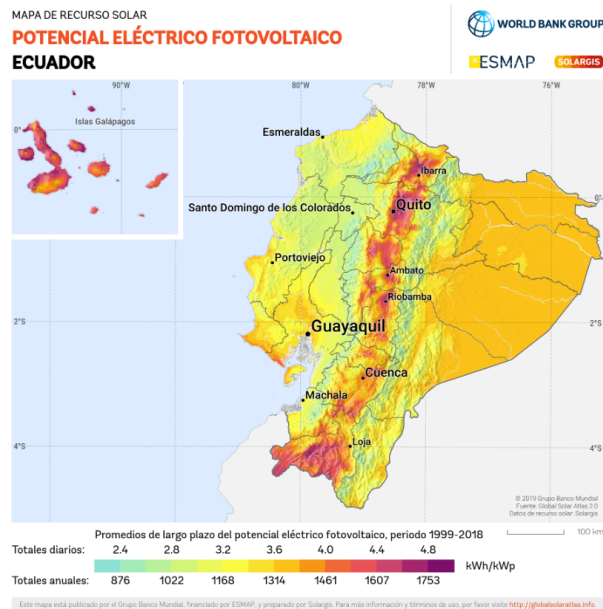 MAPA DE RECURSO SOLAR
POTENCIAL ELÉCTRICO FOTOVOLTAICO
ECUADOR
WORLD BANK GROUP
ESMAP
SOLARGIS
90°W
0°
Islas Galápagos
80°W
78°W
76°W
Esmeraldas
Ibarra
0°
Santo Domingo de los Colorados
Quito
Portoviejo
Ambato
Riobamba
2°S
2°S
Guayaquil
Cuenca
Machala
4°S
Loja
4°S
© 2019 Grupo Banco Mundial
Fuente: Global Solar Atlas 2.0
Datos de recurso solar: Solargis
Promedios de largo plazo del potencial eléctrico fotovoltaico, periodo 1999-2018
100 km
Totales diarios: 2.4 2.8 3.2 3.6 4.0 4.4 4.8
kWh/kWp
Totales anuales: 876 1022 1168 1314 1461 1607 1753
Este mapa está publicado por el Grupo Banco Mundial, financiado por ESMAP, y preparado por Solargis. Para más información y términos de uso, por favor visite http://globalsolaratlas.info.